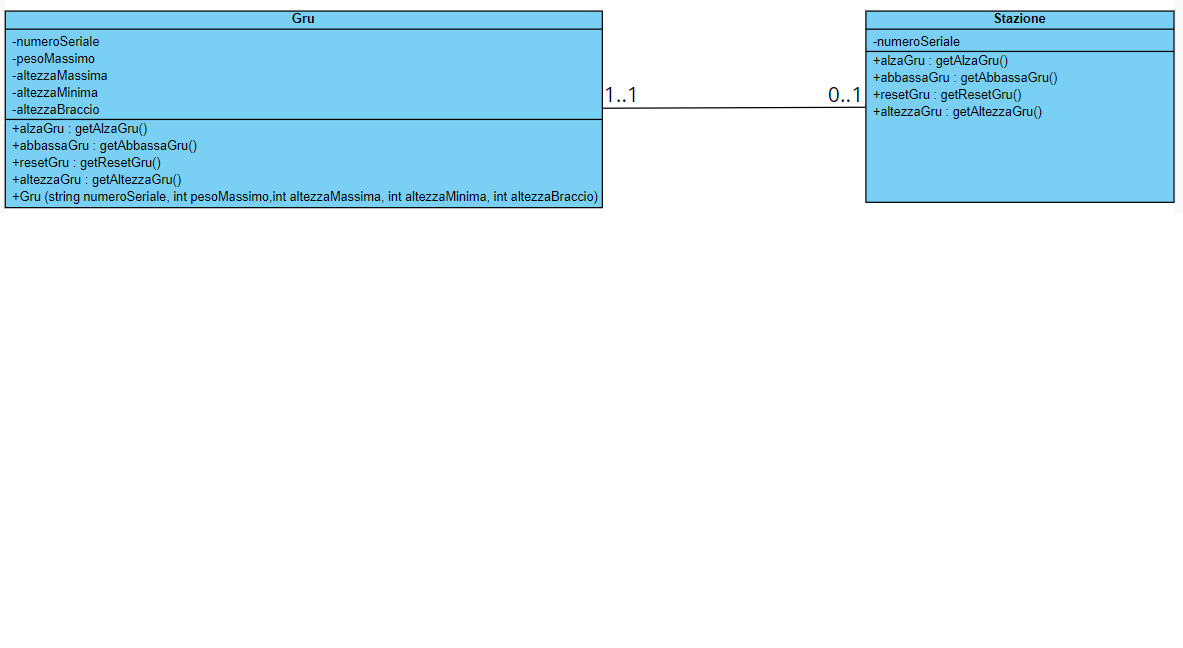 Gru
-numeroSeriale
-pesoMassimo
-altezzaMassima
-altezzaMinima
-altezzaBraccio
+alzaGru : getAlzaGru()
+abbassaGru : getAbbassaGru()
+resetGru : getResetGru()
+altezzaGru : getAltezzaGru()
+Gru (string numeroSeriale, int pesoMassimo,int altezzaMassima, int altezzaMinima, int altezzaBraccio)
1..1
0..1
Stazione
-numeroSeriale
+alzaGru : getAlzaGru()
+abbassaGru : getAbbassaGru()
+resetGru : getResetGru()
+altezzaGru : getAltezzaGru()